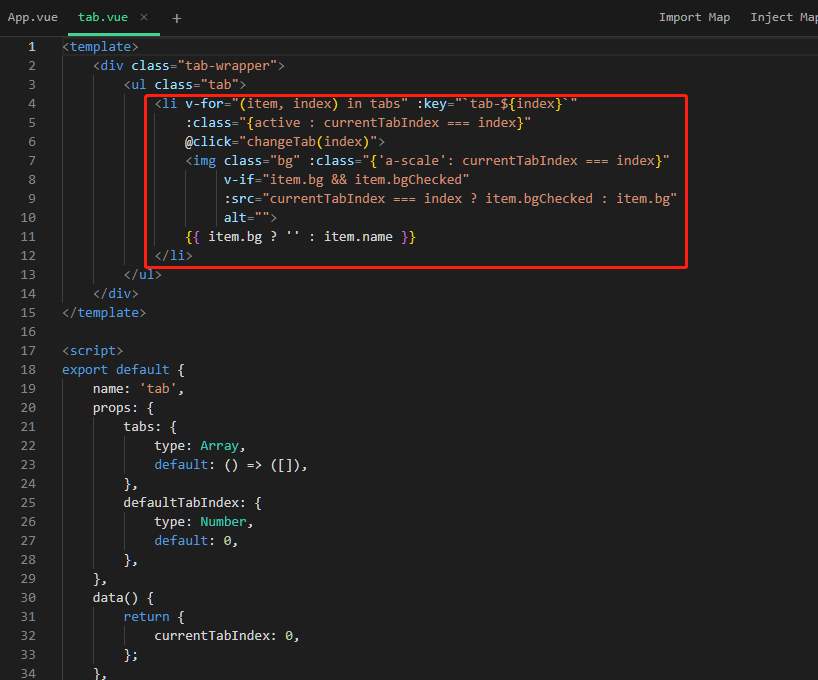 App.vue tab.vue × + Import Map Inject Map
1 <template>
2     <div class="tab-wrapper">
3         <ul class="tab">
4             <li v-for="(item, index) in tabs" :key="`tab-${index}`"
5                 :class="{active : currentTabIndex === index}"
6                 @click="changeTab(index)">
7                 <img class="bg" :class="{'a-scale': currentTabIndex === index}"
8                      v-if="item.bg && item.bgChecked"
9                      :src="currentTabIndex === index ? item.bgChecked : item.bg"
10                     alt="">
11                {{ item.bg ? '' : item.name }}
12            </li>
13        </ul>
14    </div>
15 </template>
16
17 <script>
18 export default {
19     name: 'tab',
20     props: {
21         tabs: {
22             type: Array,
23             default: () => ([]),
24         },
25         defaultTabIndex: {
26             type: Number,
27             default: 0,
28         },
29     },
30     data() {
31         return {
32             currentTabIndex: 0,
33         };
34     },